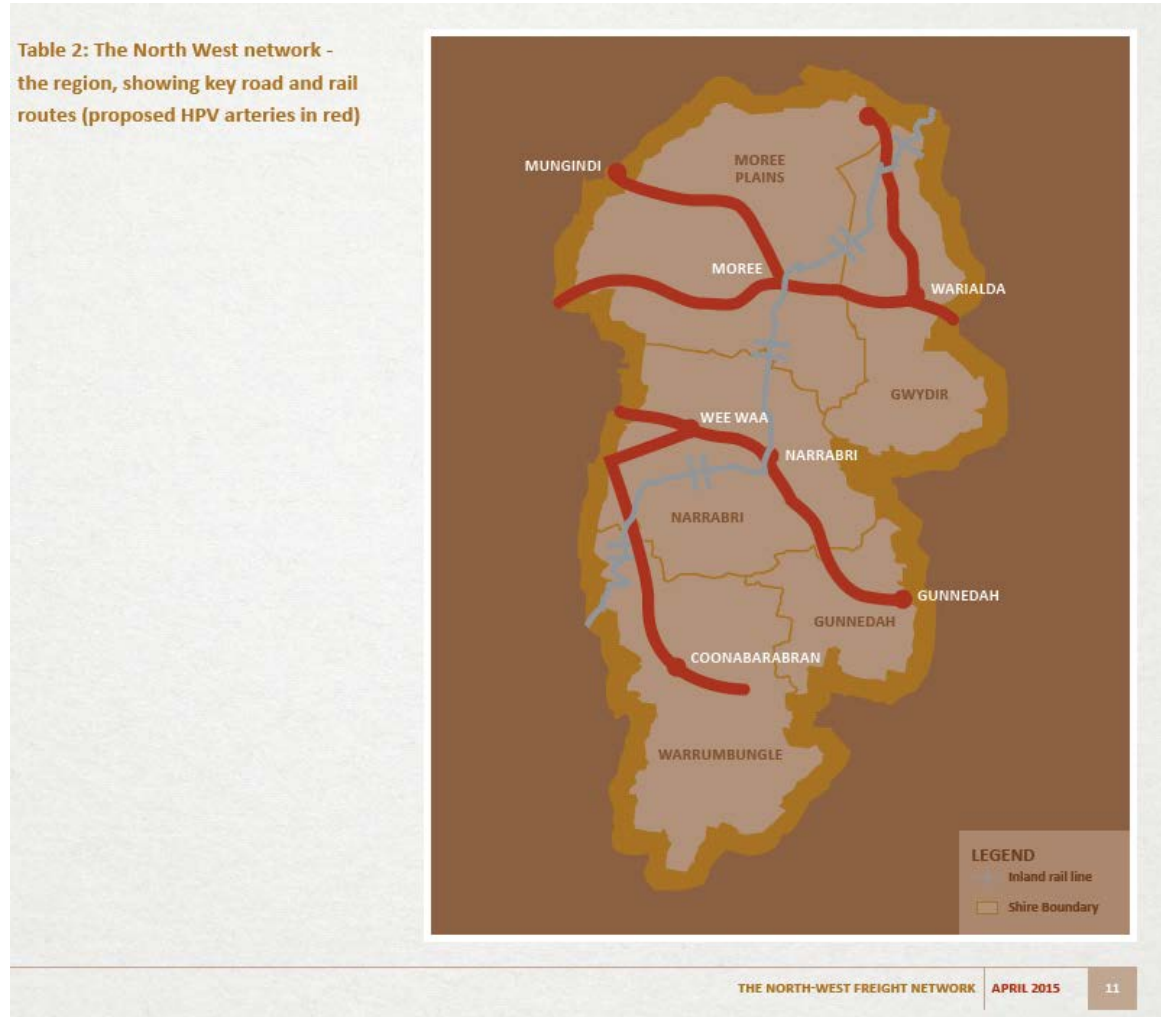 Table 2: The North West network -
the region, showing key road and rail
routes (proposed HPV arteries in red)
MUNGINDI
MOREE
PLAINS
MOREE
WARIALDA
GWYDIR
WEE WAA
NARRABRI
NARRABRI
GUNNEDAH
GUNNEDAH
COONABARABRAN
WARRUMBUNGLE
LEGEND
Inland rail line
Shire Boundary
THE NORTH-WEST FREIGHT NETWORK APRIL 2015 11